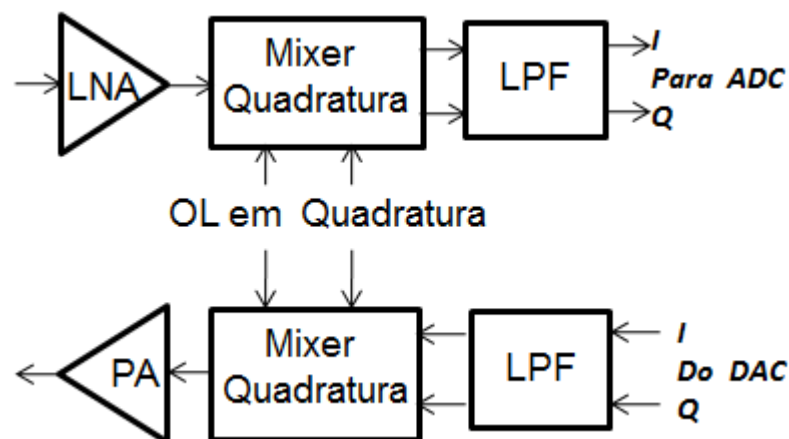 LNA
Mixer
Quadratura
LPF
I
Para ADC
Q
OL em Quadratura
PA
Mixer
Quadratura
LPF
I
Do DAC
Q